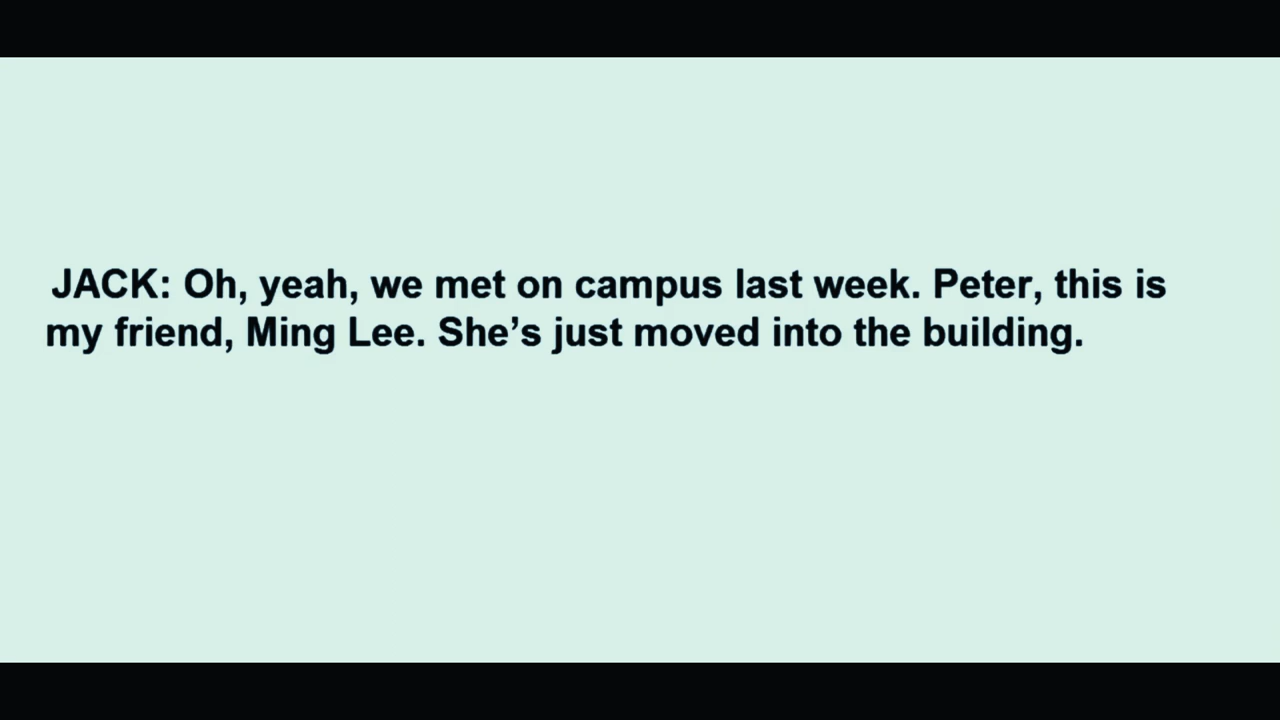 JACK: Oh, yeah, we met on campus last week. Peter, this is
my friend, Ming Lee. She’s just moved into the building.